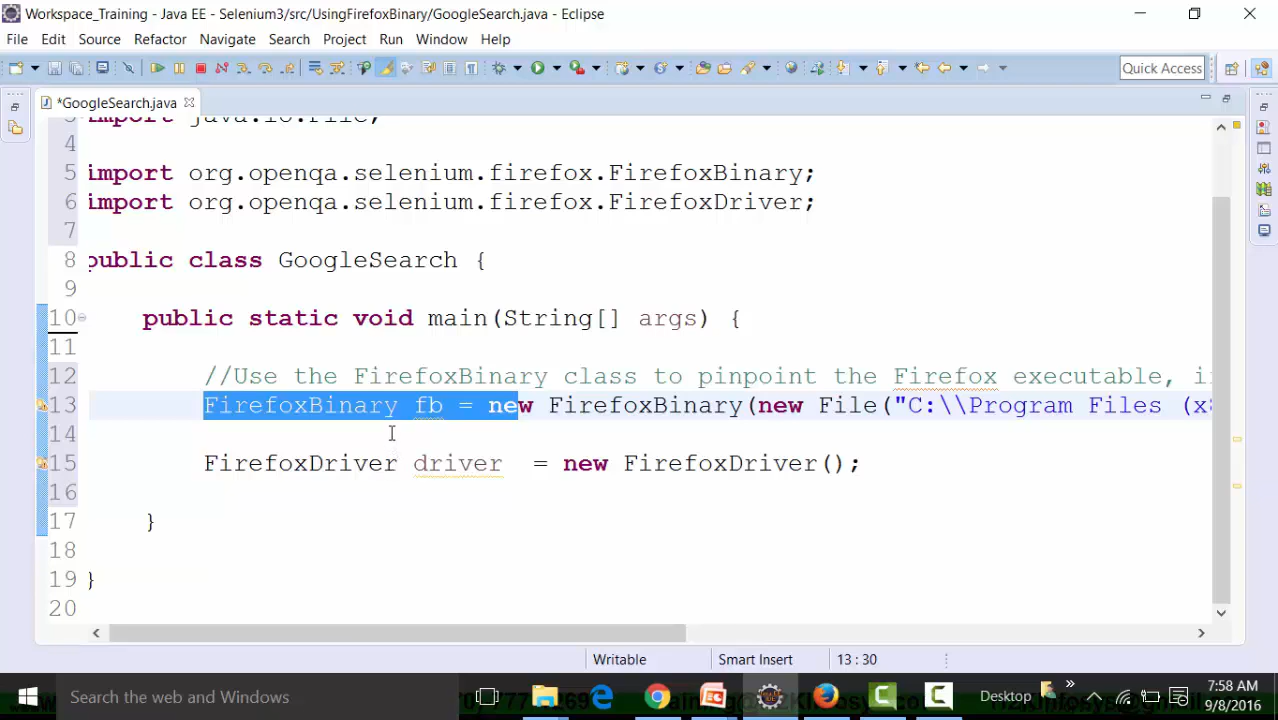 Workspace_Training - Java EE - Selenium3/src/UsingFirefoxBinary/GoogleSearch.java - Eclipse
File Edit Source Refactor Navigate Search Project Run Window Help
Quick Access
*GoogleSearch.java
3 import java.io.File;
4
5 import org.openqa.selenium.firefox.FirefoxBinary;
6 import org.openqa.selenium.firefox.FirefoxDriver;
7
8 public class GoogleSearch {
9
10 public static void main(String[] args) {
11
12 //Use the FirefoxBinary class to pinpoint the Firefox executable,
13 FirefoxBinary fb = new FirefoxBinary(new File("C:\\Program Files
14
15 FirefoxDriver driver = new FirefoxDriver();
16
17 }
18
19 }
20
Writable Smart Insert 13 : 30
Search the web and Windows
Desktop
7:58 AM
9/8/2016